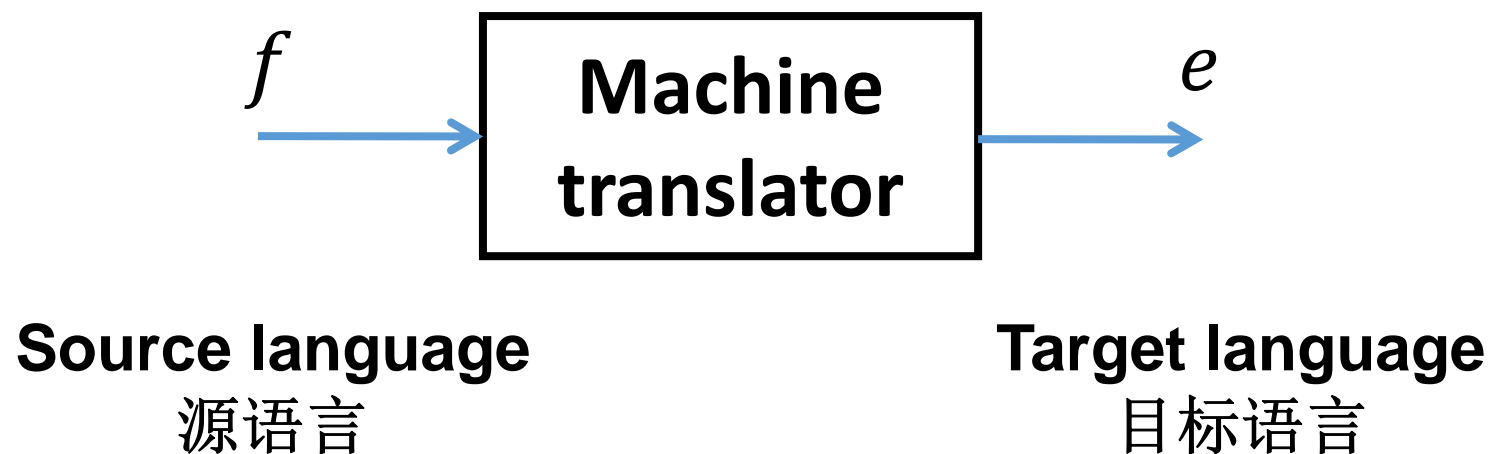 f
Machine
translator
e
Source language
源语言
Target language
目标语言